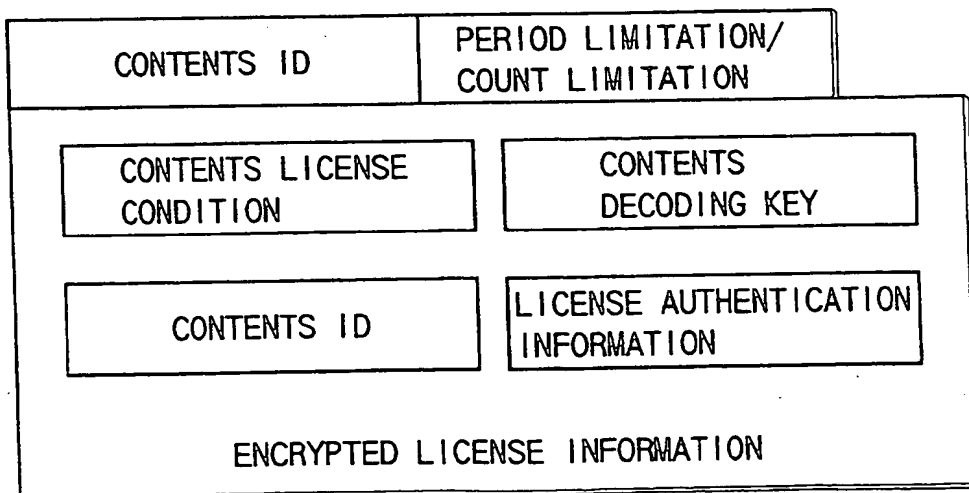 CONTENTS ID
PERIOD LIMITATION/
COUNT LIMITATION
CONTENTS LICENSE
CONDITION
CONTENTS
DECODING KEY
CONTENTS ID
LICENSE AUTHENTICATION
INFORMATION
ENCRYPTED LICENSE INFORMATION